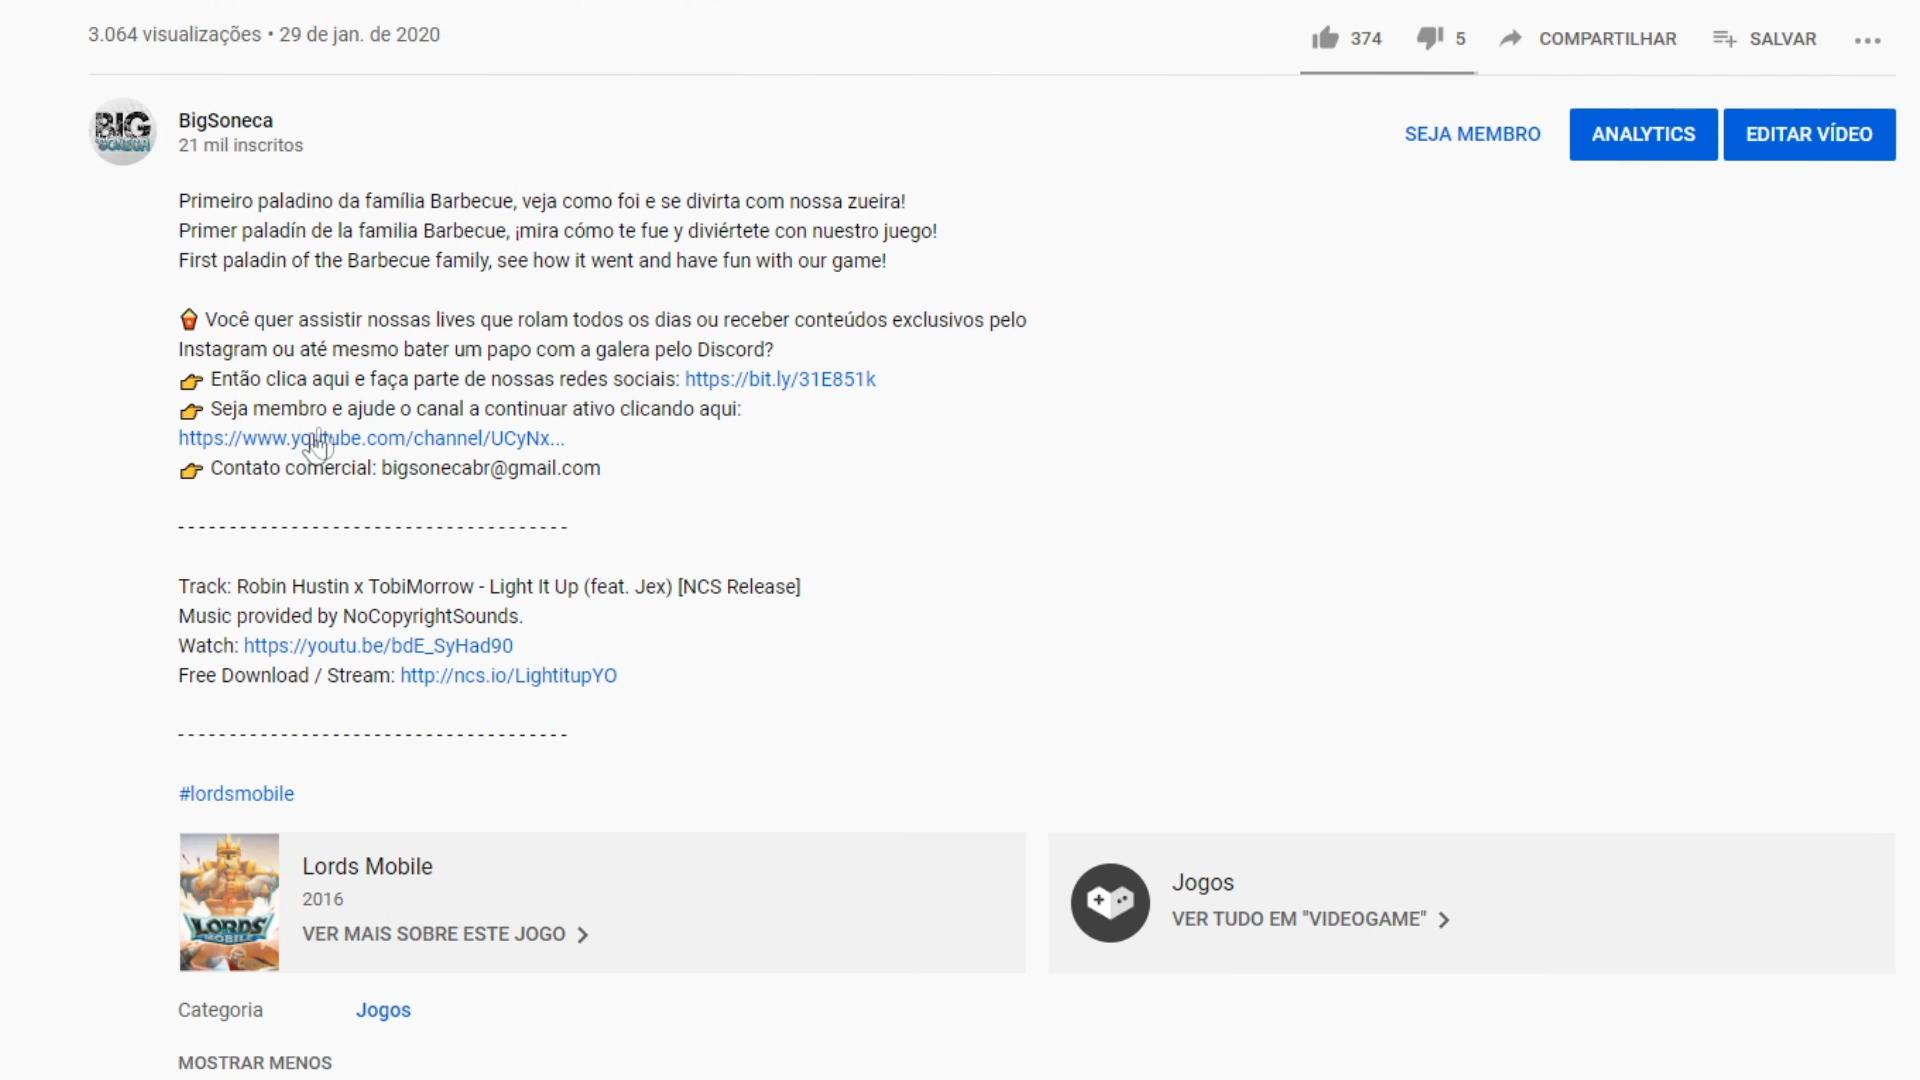 3.064 visualizações • 29 de jan. de 2020
374
5
COMPARTILHAR
SALVAR
BIG
SONECA
BigSoneca
21 mil inscritos
SEJA MEMBRO
ANALYTICS
EDITAR VÍDEO
Primeiro paladino da família Barbecue, veja como foi e se divirta com nossa zueira!
Primer paladín de la familia Barbecue, ¡mira cómo te fue y diviértete con nuestro juego!
First paladin of the Barbecue family, see how it went and have fun with our game!
🍿 Você quer assistir nossas lives que rolam todos os dias ou receber conteúdos exclusivos pelo
Instagram ou até mesmo bater um papo com a galera pelo Discord?
👉 Então clica aqui e faça parte de nossas redes sociais: https://bit.ly/31E851k
👉 Seja membro e ajude o canal a continuar ativo clicando aqui:
https://www.youtube.com/channel/UCyNx...
👉 Contato comercial: bigsonecabr@gmail.com
- - - - - - - - - - - - - - - - - - - - - - - - - - - - - - - - - - - - - -
Track: Robin Hustin x TobiMorrow - Light It Up (feat. Jex) [NCS Release]
Music provided by NoCopyrightSounds.
Watch: https://youtu.be/bdE_SyHad90
Free Download / Stream: http://ncs.io/LightitupYO
- - - - - - - - - - - - - - - - - - - - - - - - - - - - - - - - - - - - - -
#lordsmobile
LORDS
MOBILE
Lords Mobile
2016
VER MAIS SOBRE ESTE JOGO
Jogos
VER TUDO EM "VIDEOGAME"
Categoria
Jogos
MOSTRAR MENOS